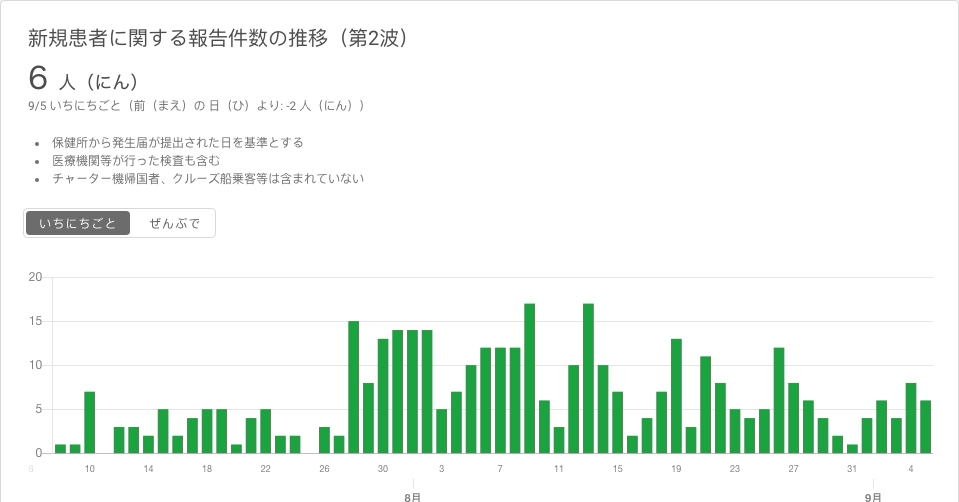 新規患者に関する報告件数の推移（第2波）
6 人（にん）
9/5 いちにちごと（前（まえ）の 日（ひ）より: -2 人（にん））
• 保健所から発生届が提出された日を基準とする
• 医療機関等が行った検査も含む
• チャーター機帰国者、クルーズ船乗客等は含まれていない
いちにちごと ぜんぶで
20
15
10
5
0
6 10 14 18 22 26 30 3 7 11 15 19 23 27 31 4
8月 9月